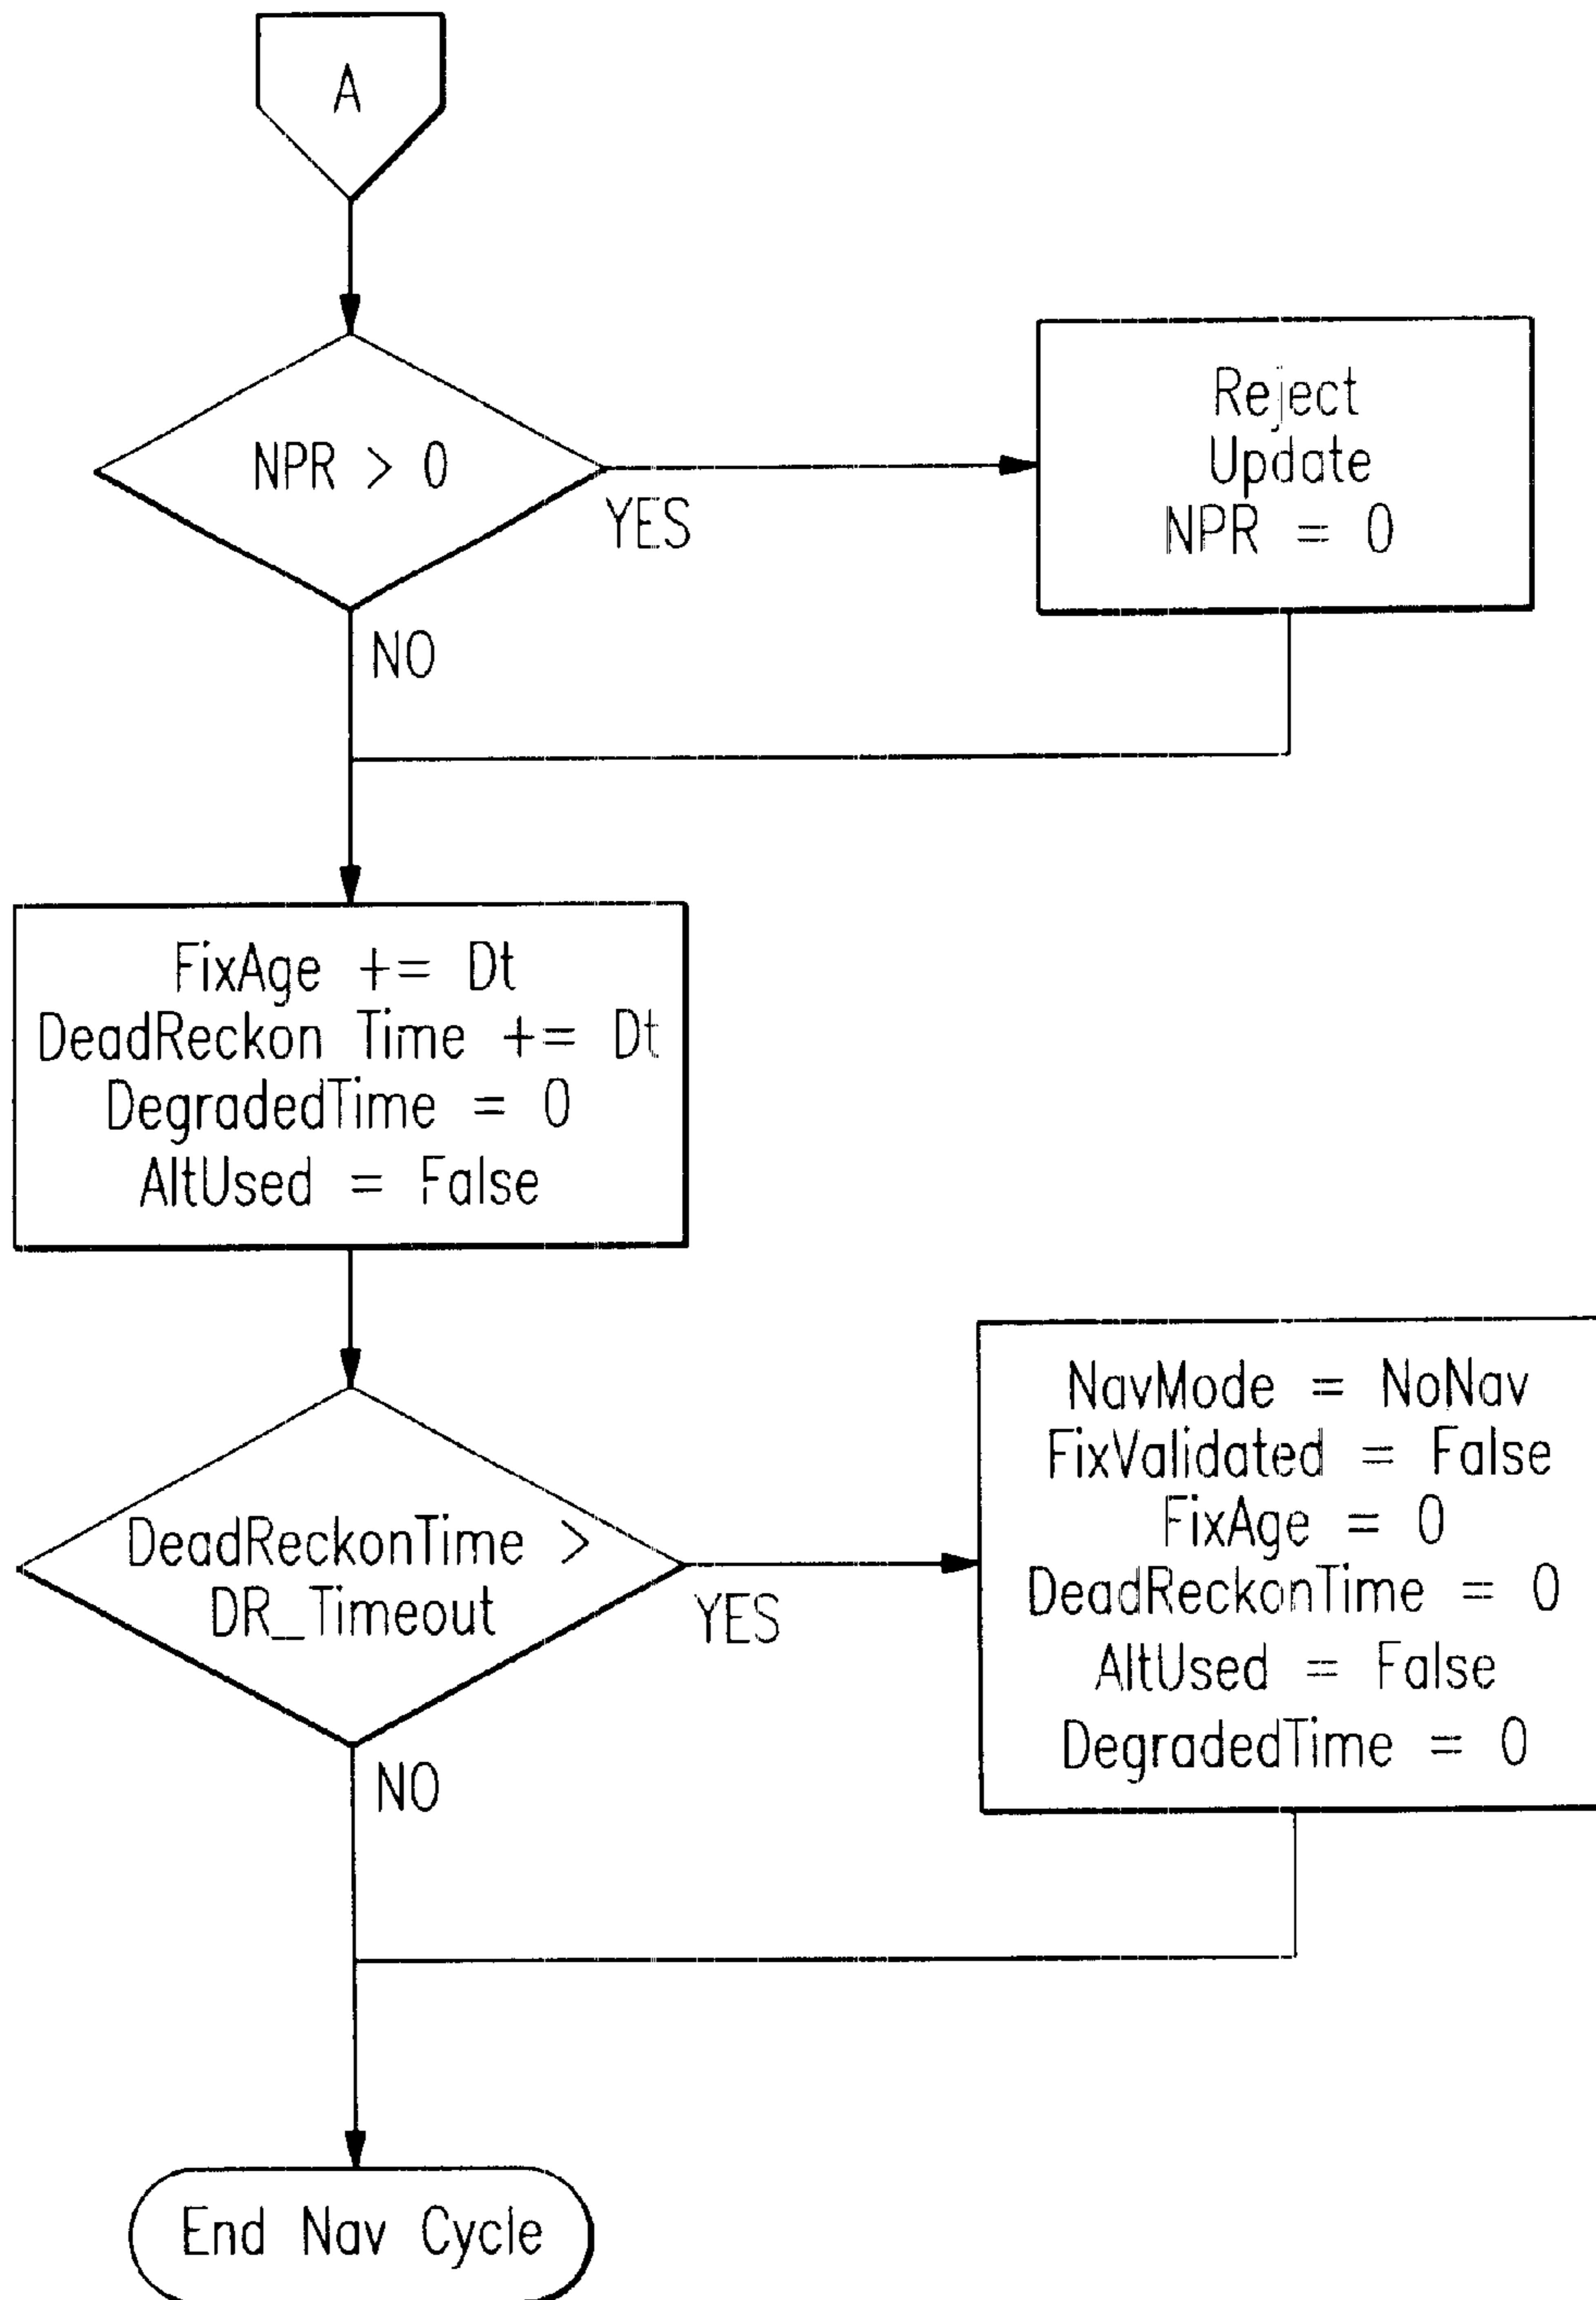 A
NPR > 0
YES
Reject
Update
NPR = 0
NO
FixAge += Dt
DeadReckon Time += Dt
DegradedTime = 0
AltUsed = False
DeadReckonTime >
DR_Timeout
YES
NavMode = NoNav
FixValidated = False
FixAge = 0
DeadReckonTime = 0
AltUsed = False
DegradedTime = 0
NO
End Nav Cycle